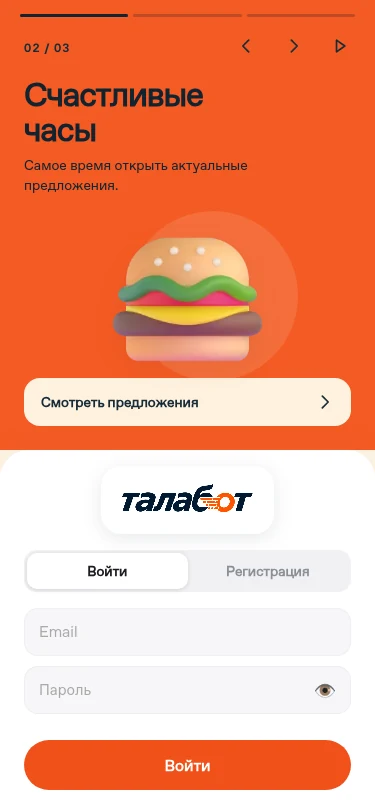 02 / 03
Счастливые
часы
Самое время открыть актуальные
предложения.
Смотреть предложения
талабот
Войти
Регистрация
Email
Пароль
Войти